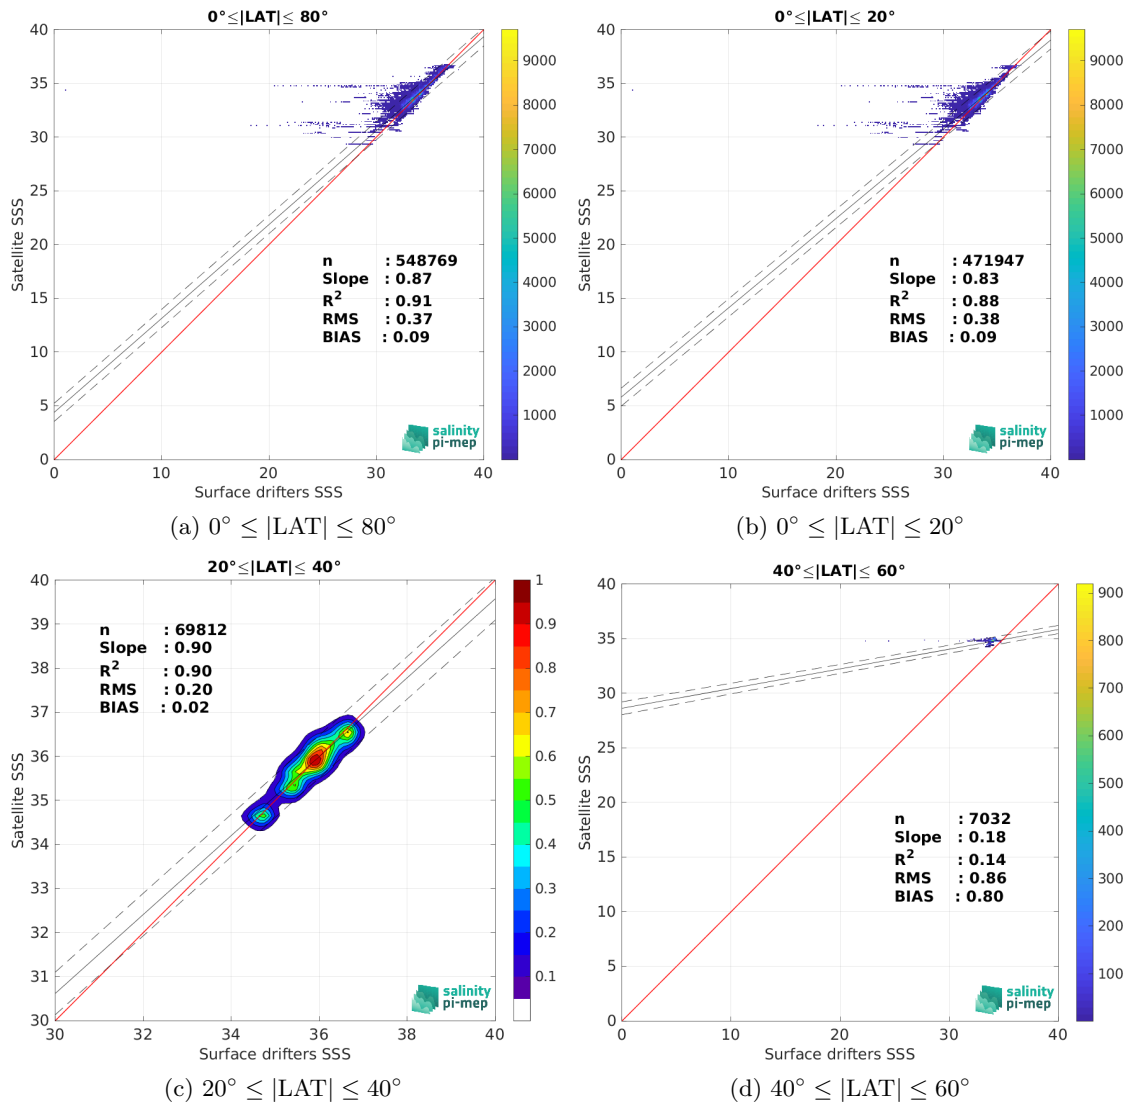 0°≤|LAT|≤ 80°
Satellite SSS
40
35
30
25
20
15
10
5
0
n : 548769
Slope : 0.87
R² : 0.91
RMS : 0.37
BIAS : 0.09
salinity
pi-mep
0 10 20 30 40
Surface drifters SSS
9000
8000
7000
6000
5000
4000
3000
2000
1000
(a) 0° ≤ |LAT| ≤ 80°
0°≤|LAT|≤ 20°
Satellite SSS
40
35
30
25
20
15
10
5
0
n : 471947
Slope : 0.83
R² : 0.88
RMS : 0.38
BIAS : 0.09
salinity
pi-mep
0 10 20 30 40
Surface drifters SSS
9000
8000
7000
6000
5000
4000
3000
2000
1000
(b) 0° ≤ |LAT| ≤ 20°
20°≤|LAT|≤ 40°
Satellite SSS
40
39
38
37
36
35
34
33
32
31
30
n : 69812
Slope : 0.90
R² : 0.90
RMS : 0.20
BIAS : 0.02
salinity
pi-mep
30 32 34 36 38 40
Surface drifters SSS
1
0.9
0.8
0.7
0.6
0.5
0.4
0.3
0.2
0.1
(c) 20° ≤ |LAT| ≤ 40°
40°≤|LAT|≤ 60°
Satellite SSS
40
35
30
25
20
15
10
5
0
n : 7032
Slope : 0.18
R² : 0.14
RMS : 0.86
BIAS : 0.80
salinity
pi-mep
0 10 20 30 40
Surface drifters SSS
900
800
700
600
500
400
300
200
100
(d) 40° ≤ |LAT| ≤ 60°